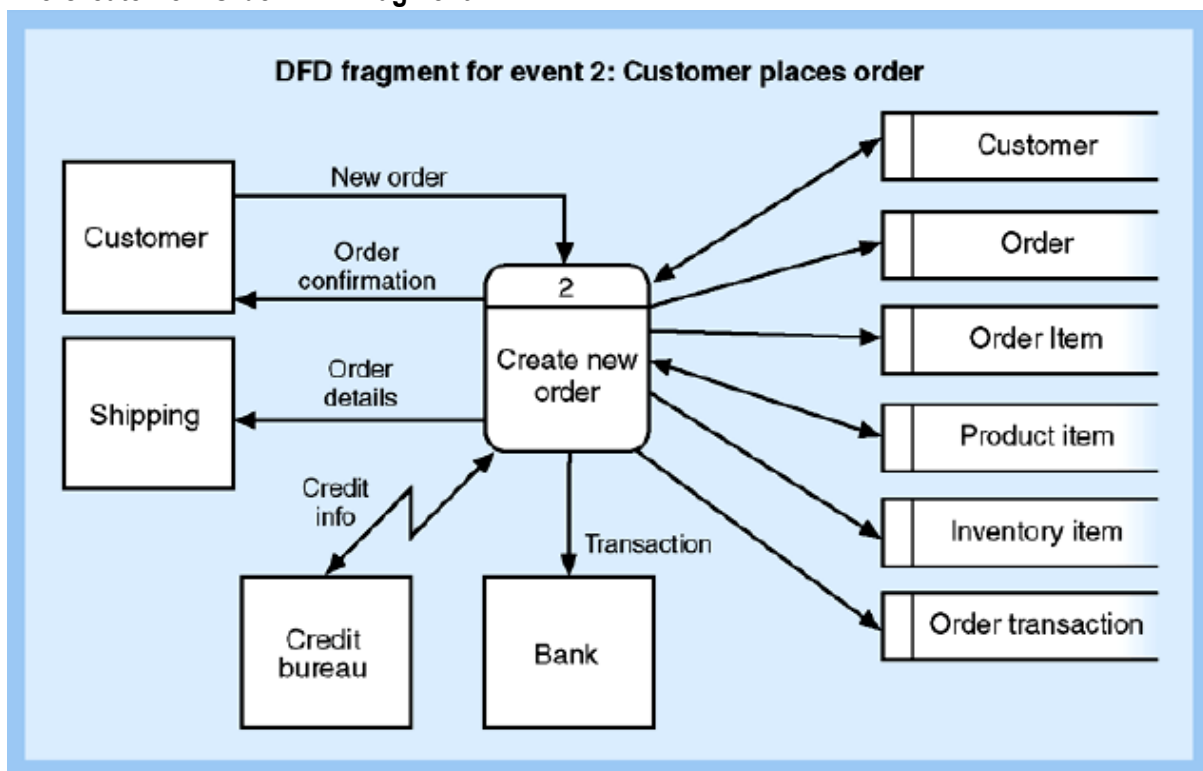 DFD fragment for event 2: Customer places order
Customer
New order
Customer
Order
confirmation
2
Order
Create new
order
Order Item
Order
details
Shipping
Product item
Credit
info
Transaction
Inventory item
Credit
bureau
Bank
Order transaction